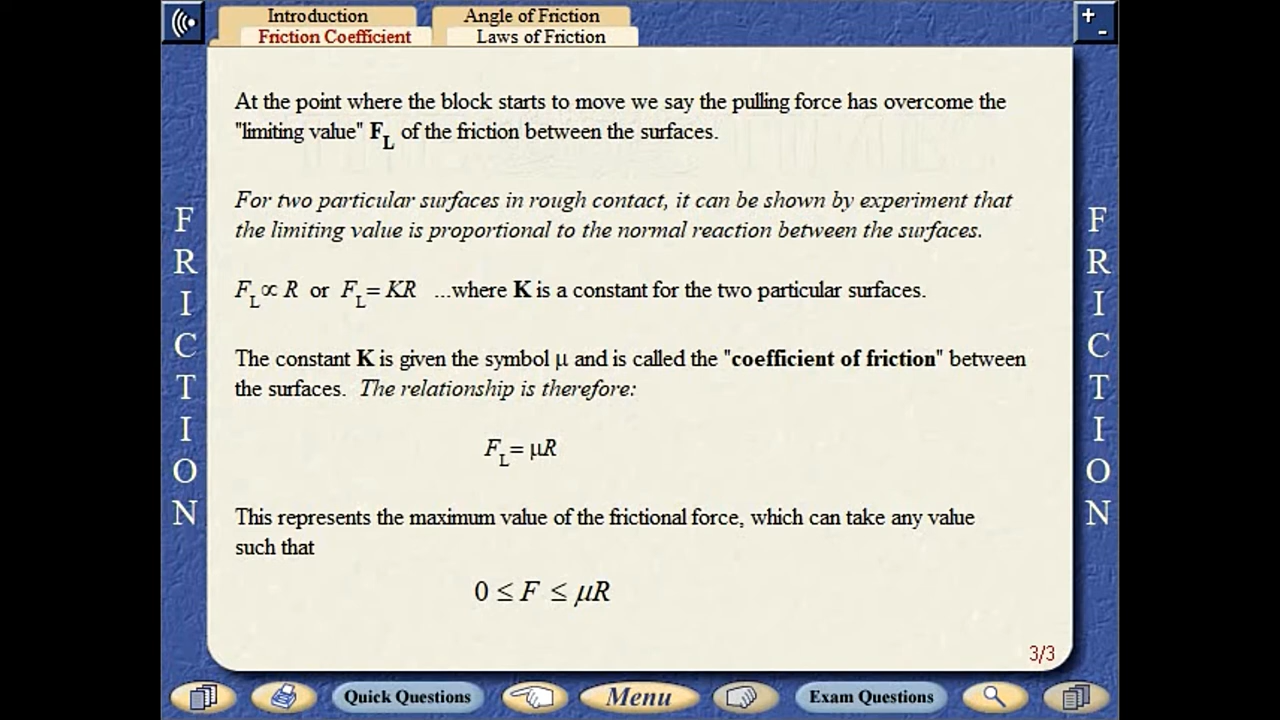 Introduction
Angle of Friction
Friction Coefficient
Laws of Friction
+
-
At the point where the block starts to move we say the pulling force has overcome the
"limiting value" F_L of the friction between the surfaces.
For two particular surfaces in rough contact, it can be shown by experiment that
the limiting value is proportional to the normal reaction between the surfaces.
F_L ∝ R or F_L = KR ...where K is a constant for the two particular surfaces.
The constant K is given the symbol μ and is called the "coefficient of friction" between
the surfaces. The relationship is therefore:
F_L = μR
This represents the maximum value of the frictional force, which can take any value
such that
0 ≤ F ≤ μR
3/3
FRICTION
FRICTION
Quick Questions
Menu
Exam Questions